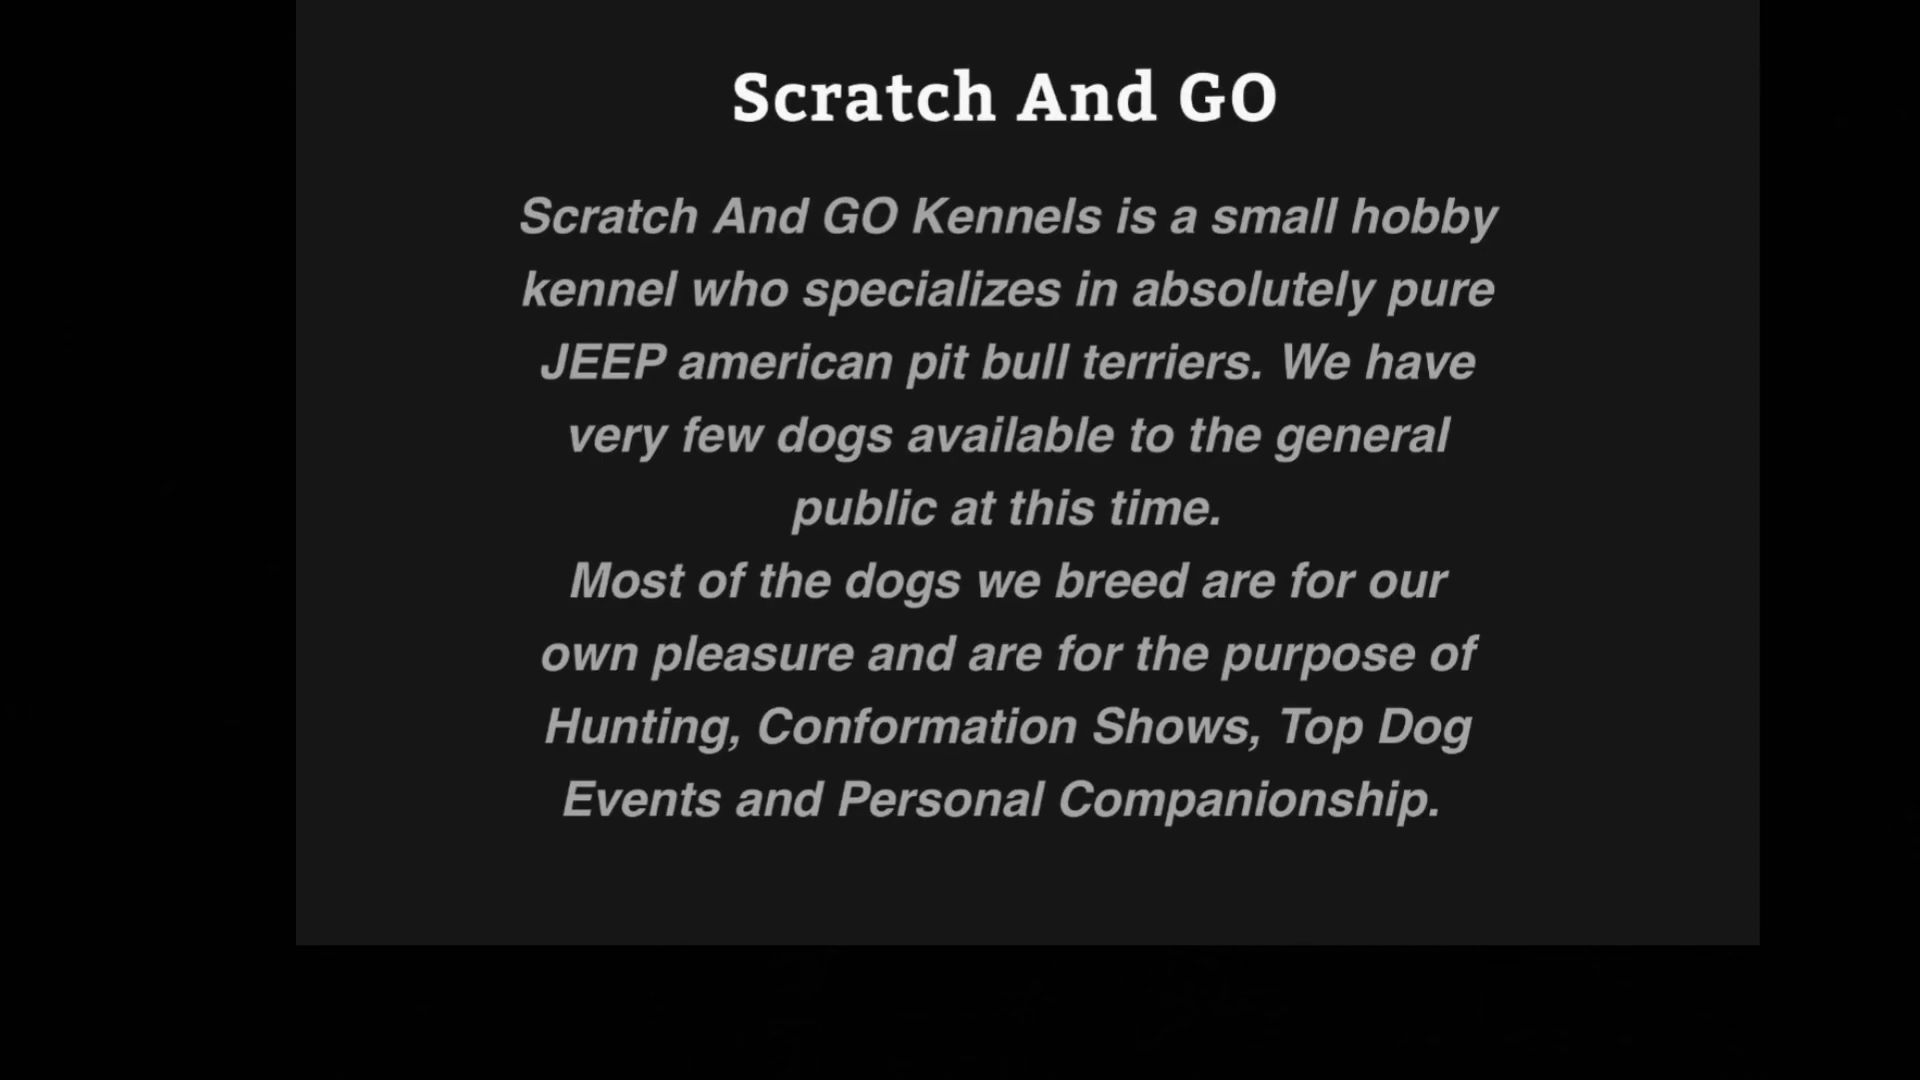 Scratch And GO
Scratch And GO Kennels is a small hobby
kennel who specializes in absolutely pure
JEEP american pit bull terriers. We have
very few dogs available to the general
public at this time.
Most of the dogs we breed are for our
own pleasure and are for the purpose of
Hunting, Conformation Shows, Top Dog
Events and Personal Companionship.